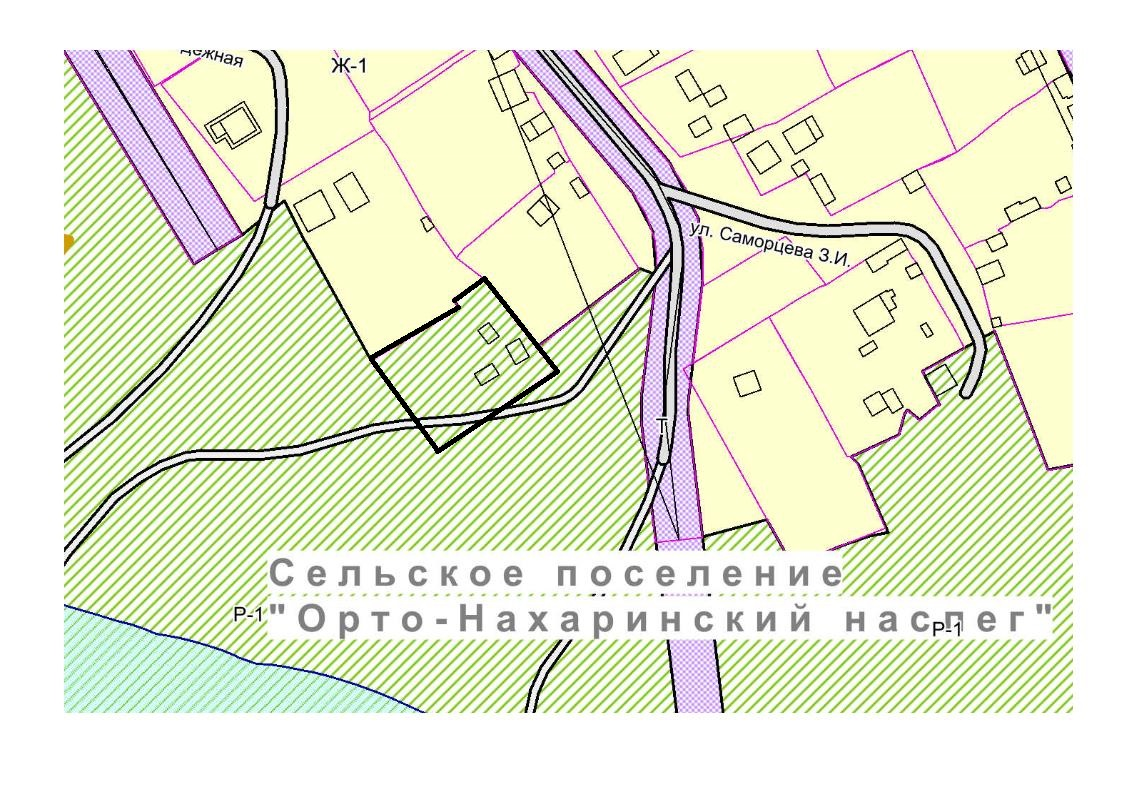 Ж-1
ул. Саморцева З.И.
Т
Сельское поселение
Р-1
"Орто-Нахаринский наслег"
Р-1